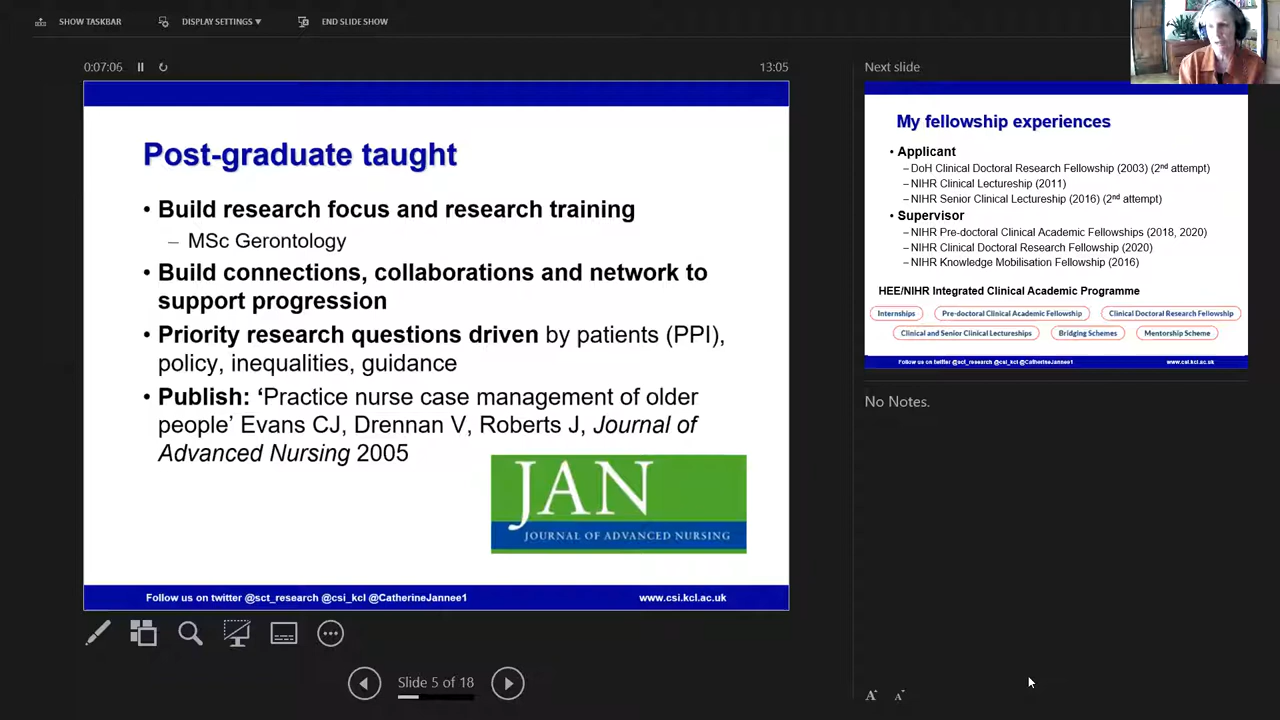 SHOW TASKBAR
DISPLAY SETTINGS ▼
END SLIDE SHOW
0:07:06
13:05
Post-graduate taught
• Build research focus and research training
– MSc Gerontology
• Build connections, collaborations and network to
support progression
• Priority research questions driven by patients (PPI),
policy, inequalities, guidance
• Publish: ‘Practice nurse case management of older
people’ Evans CJ, Drennan V, Roberts J, Journal of
Advanced Nursing 2005
JAN
JOURNAL OF ADVANCED NURSING
Follow us on twitter @sct_research @csi_kcl @CatherineJannee1
www.csi.kcl.ac.uk
Slide 5 of 18
Next slide
My fellowship experiences
• Applicant
– DoH Clinical Doctoral Research Fellowship (2003) (2nd attempt)
– NIHR Clinical Lectureship (2011)
– NIHR Senior Clinical Lectureship (2016) (2nd attempt)
• Supervisor
– NIHR Pre-doctoral Clinical Academic Fellowships (2018, 2020)
– NIHR Clinical Doctoral Research Fellowship (2020)
– NIHR Knowledge Mobilisation Fellowship (2016)
HEE/NIHR Integrated Clinical Academic Programme
Internships
Pre-doctoral Clinical Academic Fellowship
Clinical Doctoral Research Fellowship
Clinical and Senior Clinical Lectureships
Bridging Schemes
Mentorship Scheme
Follow us on twitter @sct_research @csi_kcl @CatherineJannee1
www.csi.kcl.ac.uk
No Notes.
A A